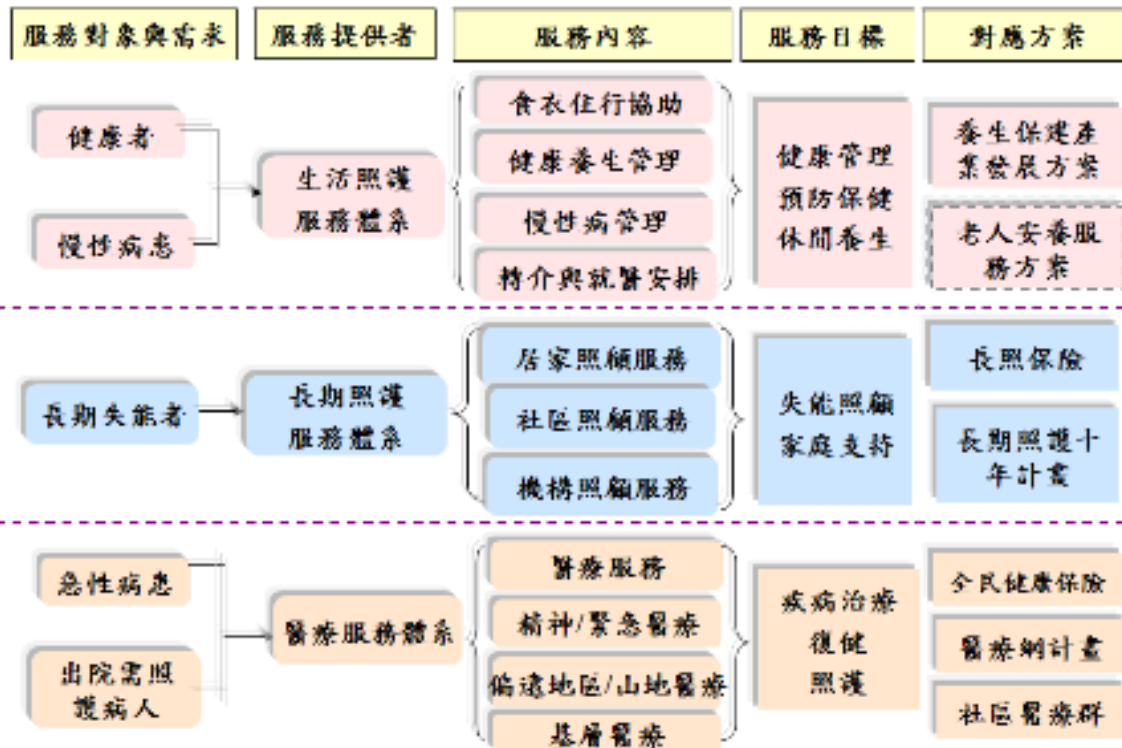 服務對象與需求
服務提供者
服務內容
服務目標
對應方案
健康者
慢性病患
生活照護
服務體系
食衣住行協助
健康養生管理
慢性病管理
轉介與就醫安排
健康管理
預防保健
休閒養生
養生保健產
業發展方案
老人安養服
務方案
長期失能者
長期照護
服務體系
居家照顧服務
社區照顧服務
機構照顧服務
失能照顧
家庭支持
長照保險
長期照護十
年計畫
急性病患
出院需照
護病人
醫療服務體系
醫療服務
精神/緊急醫療
偏遠地區/山地醫療
基層醫療
疾病治療
復健
照護
全民健康保險
醫療網計畫
社區醫療群